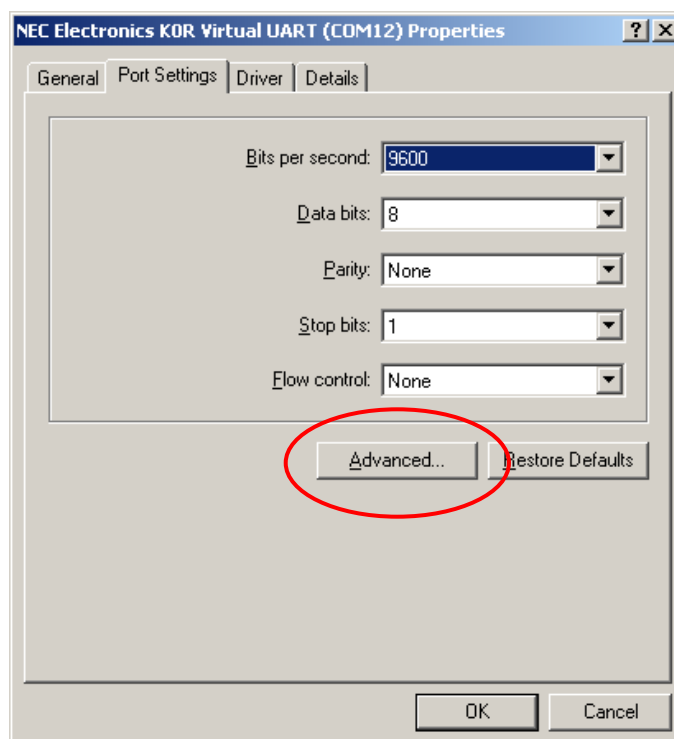 NEC Electronics K0R Virtual UART (COM12) Properties
General Port Settings Driver Details
Bits per second: 9600
Data bits: 8
Parity: None
Stop bits: 1
Flow control: None
Advanced... Restore Defaults
OK Cancel